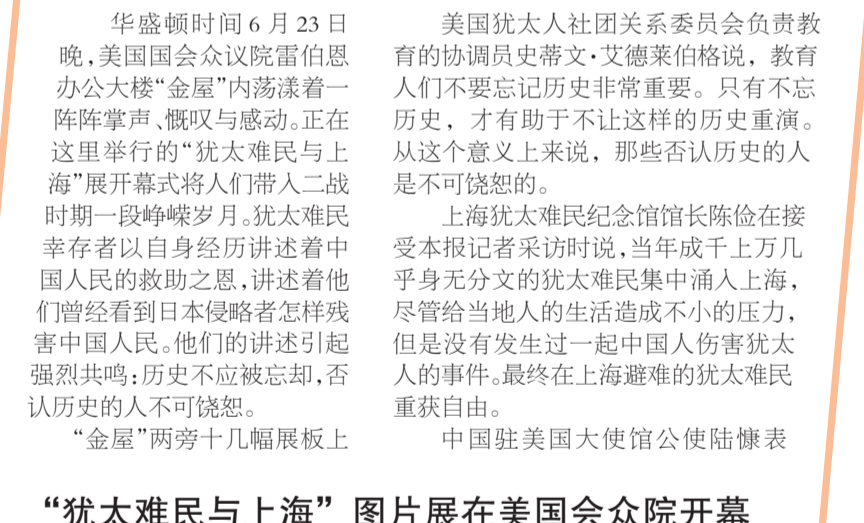 华盛顿时间6月23日
晚,美国国会众议院雷伯恩
办公大楼“金屋”内荡漾着一
阵阵掌声、慨叹与感动。正在
这里举行的“犹太难民与上
海”展开幕式将人们带入二战
时期一段峥嵘岁月。犹太难民
幸存者以自身经历讲述着中
国人民的救助之恩,讲述着他
们曾经看到日本侵略者怎样残
害中国人民。他们的讲述引起
强烈共鸣:历史不应被忘却,否
认历史的人不可饶恕。
“金屋”两旁十几幅展板上
美国犹太人社团关系委员会负责教
育的协调员史蒂文·艾德莱伯格说，教育
人们不要忘记历史非常重要。只有不忘
历史，才有助于不让这样的历史重演。
从这个意义上来说，那些否认历史的人
是不可饶恕的。
上海犹太难民纪念馆馆长陈俭在接
受本报记者采访时说,当年成千上万几
乎身无分文的犹太难民集中涌入上海,
尽管给当地人的生活造成不小的压力,
但是没有发生过一起中国人伤害犹太
人的事件。最终在上海避难的犹太难民
重获自由。
中国驻美国大使馆公使陆慷表
“犹太难民与上海”图片展在美国会众院开幕